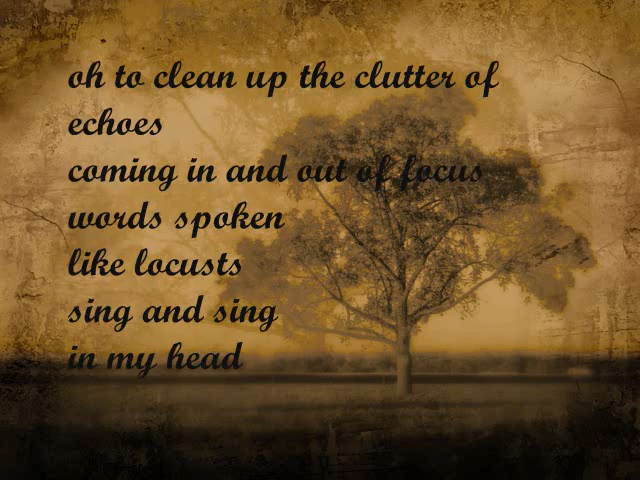 oh to clean up the clutter of
echoes
coming in and out of focus
words spoken
like locusts
sing and sing
in my head